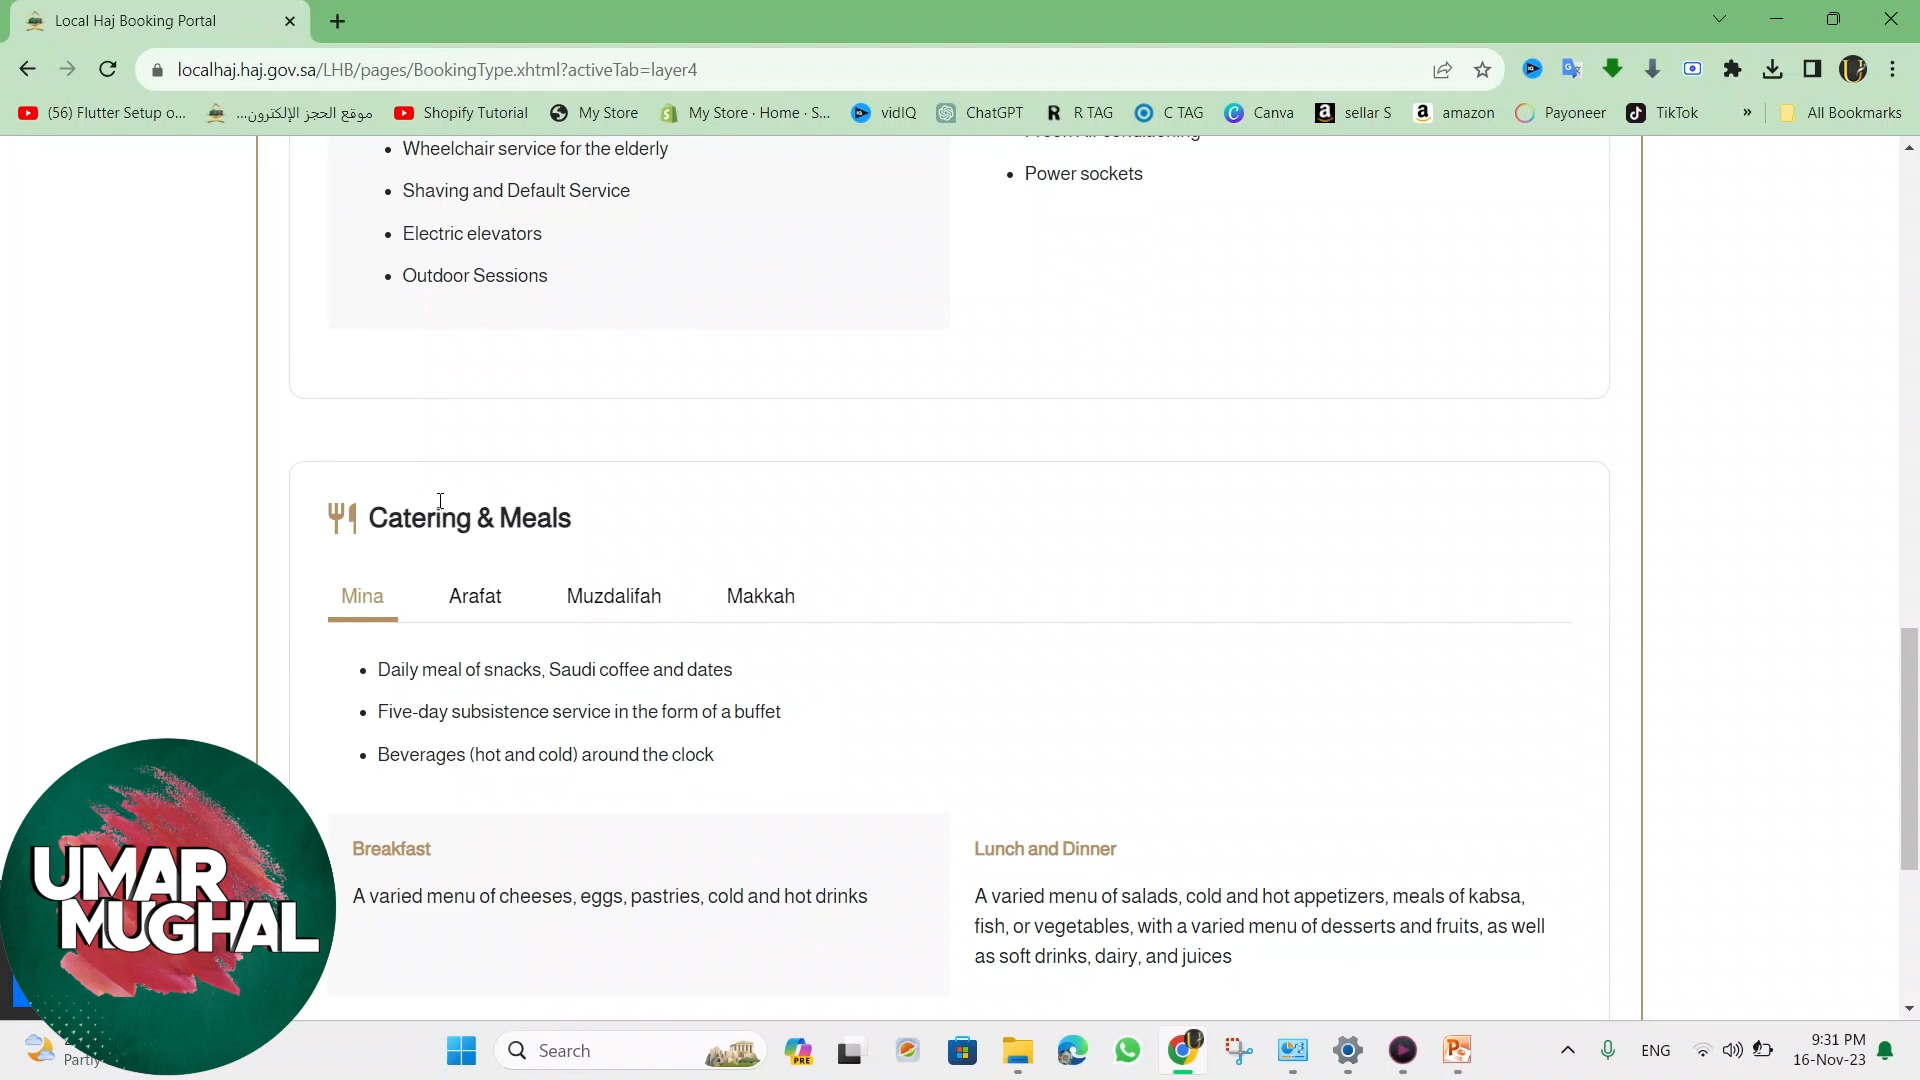 Local Haj Booking Portal
localhaj.haj.gov.sa/LHB/pages/BookingType.xhtml?activeTab=layer4
(56) Flutter Setup o...
موقع الحجز الإلكترون...
Shopify Tutorial
My Store
My Store · Home · S...
vidIQ
ChatGPT
R TAG
C TAG
Canva
sellar S
amazon
Payoneer
TikTok
»
All Bookmarks
• Wheelchair service for the elderly
• Shaving and Default Service
• Electric elevators
• Outdoor Sessions
• Power sockets
Catering & Meals
Mina Arafat Muzdalifah Makkah
• Daily meal of snacks, Saudi coffee and dates
• Five-day subsistence service in the form of a buffet
• Beverages (hot and cold) around the clock
Breakfast
A varied menu of cheeses, eggs, pastries, cold and hot drinks
Lunch and Dinner
A varied menu of salads, cold and hot appetizers, meals of kabsa,
fish, or vegetables, with a varied menu of desserts and fruits, as well
as soft drinks, dairy, and juices
UMAR
MUGHAL
Search
PRE
ENG
9:31 PM
16-Nov-23